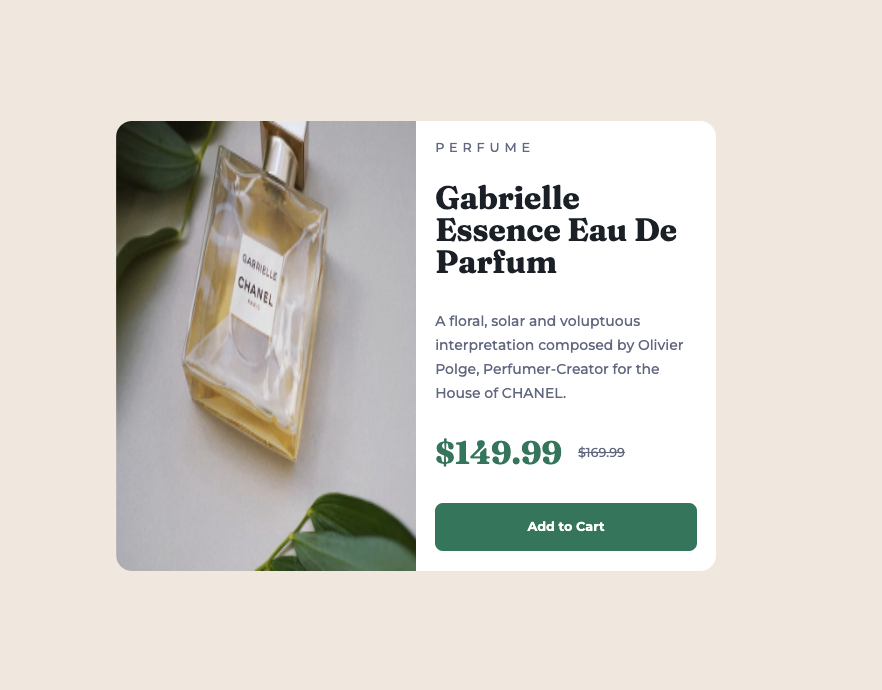 GABRIELLE
CHANEL
PARIS
PERFUME
Gabrielle
Essence Eau De
Parfum
A floral, solar and voluptuous
interpretation composed by Olivier
Polge, Perfumer-Creator for the
House of CHANEL.
$149.99 $169.99
Add to Cart